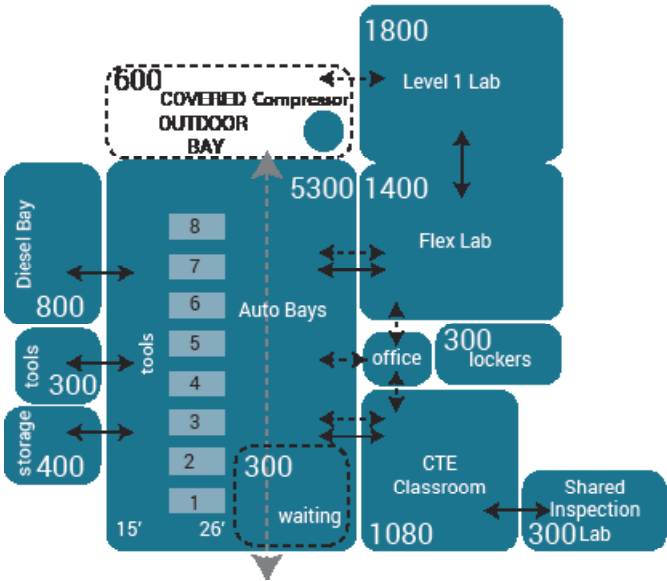 1800
Level 1 Lab
600
COVERED Compressor
OUTDOOR
BAY
5300
1400
Flex Lab
Diesel Bay
800
8
7
6
5
4
3
2
1
Auto Bays
tools
tools
300
storage
400
office
300
lockers
300
waiting
15'
26'
CTE
Classroom
1080
Shared
Inspection
300 Lab